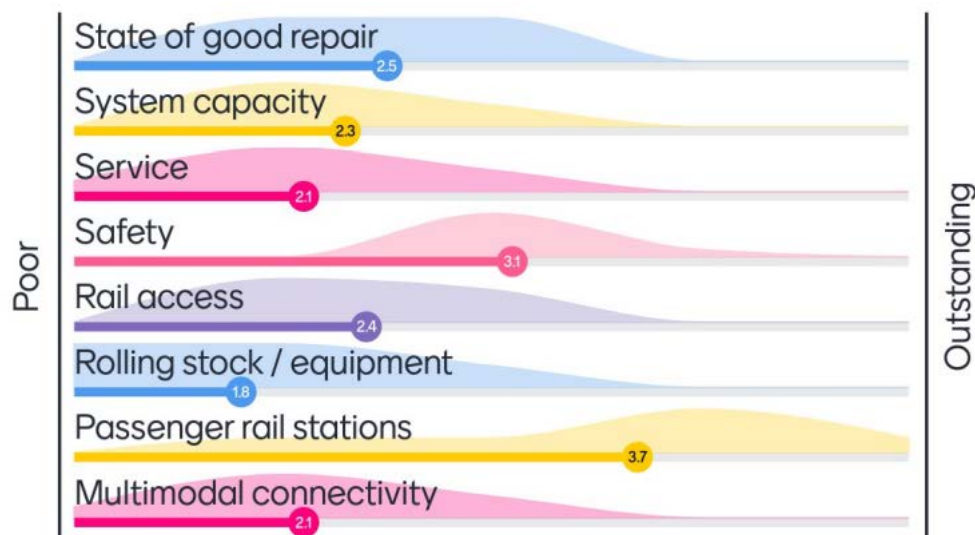 Poor
State of good repair
2.5
System capacity
2.3
Service
2.1
Safety
3.1
Rail access
2.4
Rolling stock / equipment
1.8
Passenger rail stations
3.7
Multimodal connectivity
2.1
Outstanding